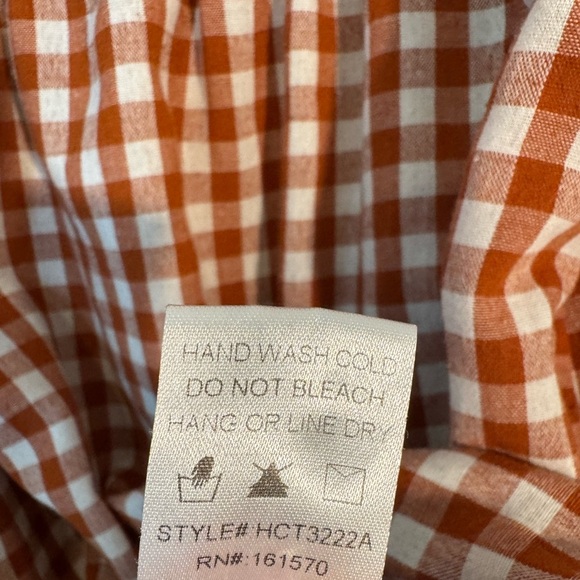 HAND WASH COLD
DO NOT BLEACH
HANG OR LINE DRY
STYLE# HCT3222A
RN#: 161570